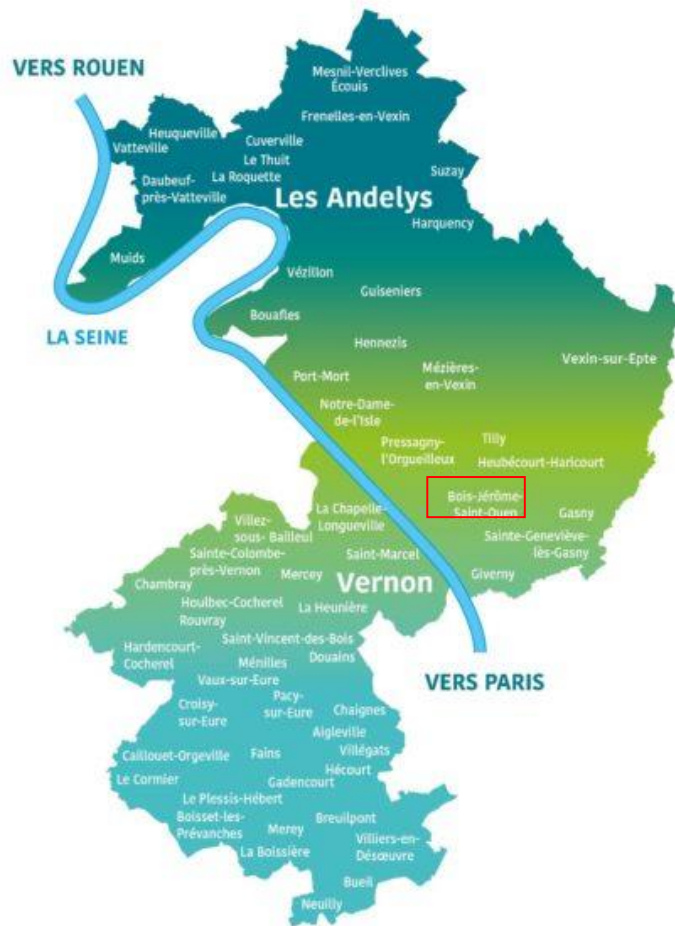 Mesnil-Verclives
Écouis
VERS ROUEN
Frenelles-en-Vexin
Heuqueville
Vatteville
Cuverville
Le Thuit
La Roquette
Suzay
Daubeuf-
près-Vatteville
Les Andelys
Harquency
Muids
Vézillon
Guiseniers
Bouafles
LA SEINE
Hennezis
Vexin-sur-Epte
Port-Mort
Mézières-
en-Vexin
Notre-Dame-
de-l'Isle
Pressagny-
l'Orgueilleux
Tilly
Heubécourt-Haricourt
Bois-Jérôme-
Saint-Ouen
Gasny
La Chapelle-
Longueville
Villez-
sous- Bailleul
Sainte-Geneviève-
lès-Gasny
Saint-Marcel
Sainte-Colombe-
près-Vernon
Mercey
Vernon
Giverny
Chambray
Houlbec-Cocherel
Rouvray
La Heunière
Saint-Vincent-des-Bois
Hardencourt-
Cocherel
Ménilles
Douains
VERS PARIS
Vaux-sur-Eure
Pacy-
sur-Eure
Croisy-
sur-Eure
Chaignes
Aigleville
Caillouet-Orgeville
Fains
Villégats
Hécourt
Le Cormier
Gadencourt
Le Plessis-Hébert
Boisset-les-
Prévanches
Merey
Breuilpont
Villiers-en-
Désœuvre
La Boissière
Bueil
Neuilly